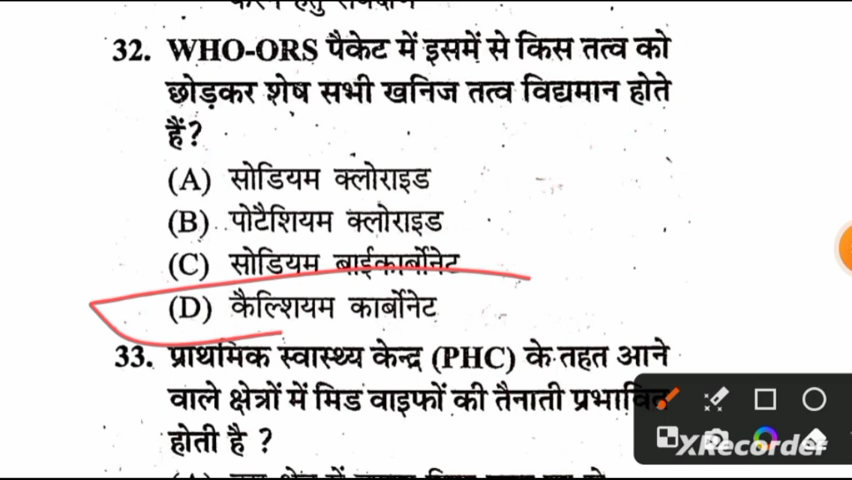 करने हेतु
32. WHO-ORS पैकेट में इसमें से किस तत्व को
छोड़कर शेष सभी खनिज तत्व विद्यमान होते
हैं?
(A) सोडियम क्लोराइड
(B) पोटैशियम क्लोराइड
(C) सोडियम बाईकार्बोनेट
(D) कैल्शियम कार्बोनेट
33. प्राथमिक स्वास्थ्य केन्द्र (PHC) के तहत आने
वाले क्षेत्रों में मिड वाइफों की तैनाती प्रभावित
होती है ?
XRecorder